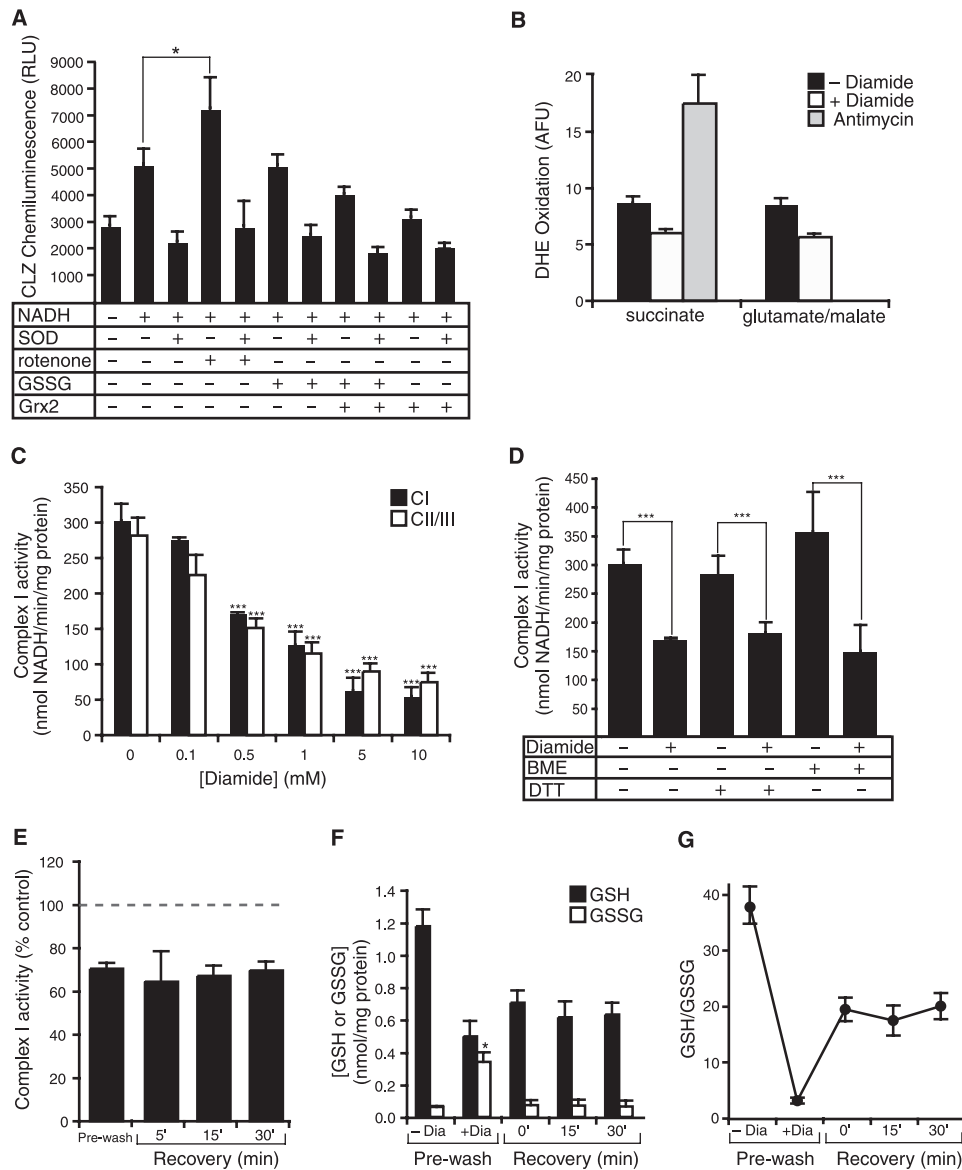 A
CLZ Chemiluminescence (RLU)
9000
8000
7000
6000
5000
4000
3000
2000
1000
*
NADH – + + + + + + + + + +
SOD – – + – + – + – + – +
rotenone – – – + + – – – – – –
GSSG – – – – – + + + + – –
Grx2 – – – – – – – + + + +
B
DHE Oxidation (AFU)
20
15
10
5
0
– Diamide
+ Diamide
Antimycin
succinate glutamate/malate
C
Complex I activity
(nmol NADH/min/mg protein)
350
300
250
200
150
100
50
0
CI
CII/III
*** ***
*** ***
*** ***
*** ***
0 0.1 0.5 1 5 10
[Diamide] (mM)
D
Complex I activity
(nmol NADH/min/mg protein)
450
400
350
300
350
200
150
100
50
*** *** ***
Diamide – + – + – +
BME – – – – + +
DTT – – + + – –
E
Complex I activity (% control)
120
100
80
60
40
20
0
Pre-wash 5' 15' 30'
Recovery (min)
F
[GSH or GSSG]
(nmol/mg protein)
1.4
1.2
1.0
0.8
0.6
0.4
0.2
0.0
GSH
GSSG
*
– Dia +Dia 0' 15' 30'
Pre-wash Recovery (min)
G
GSH/GSSG
40
30
20
10
0
– Dia +Dia 0' 15' 30'
Pre-wash Recovery (min)